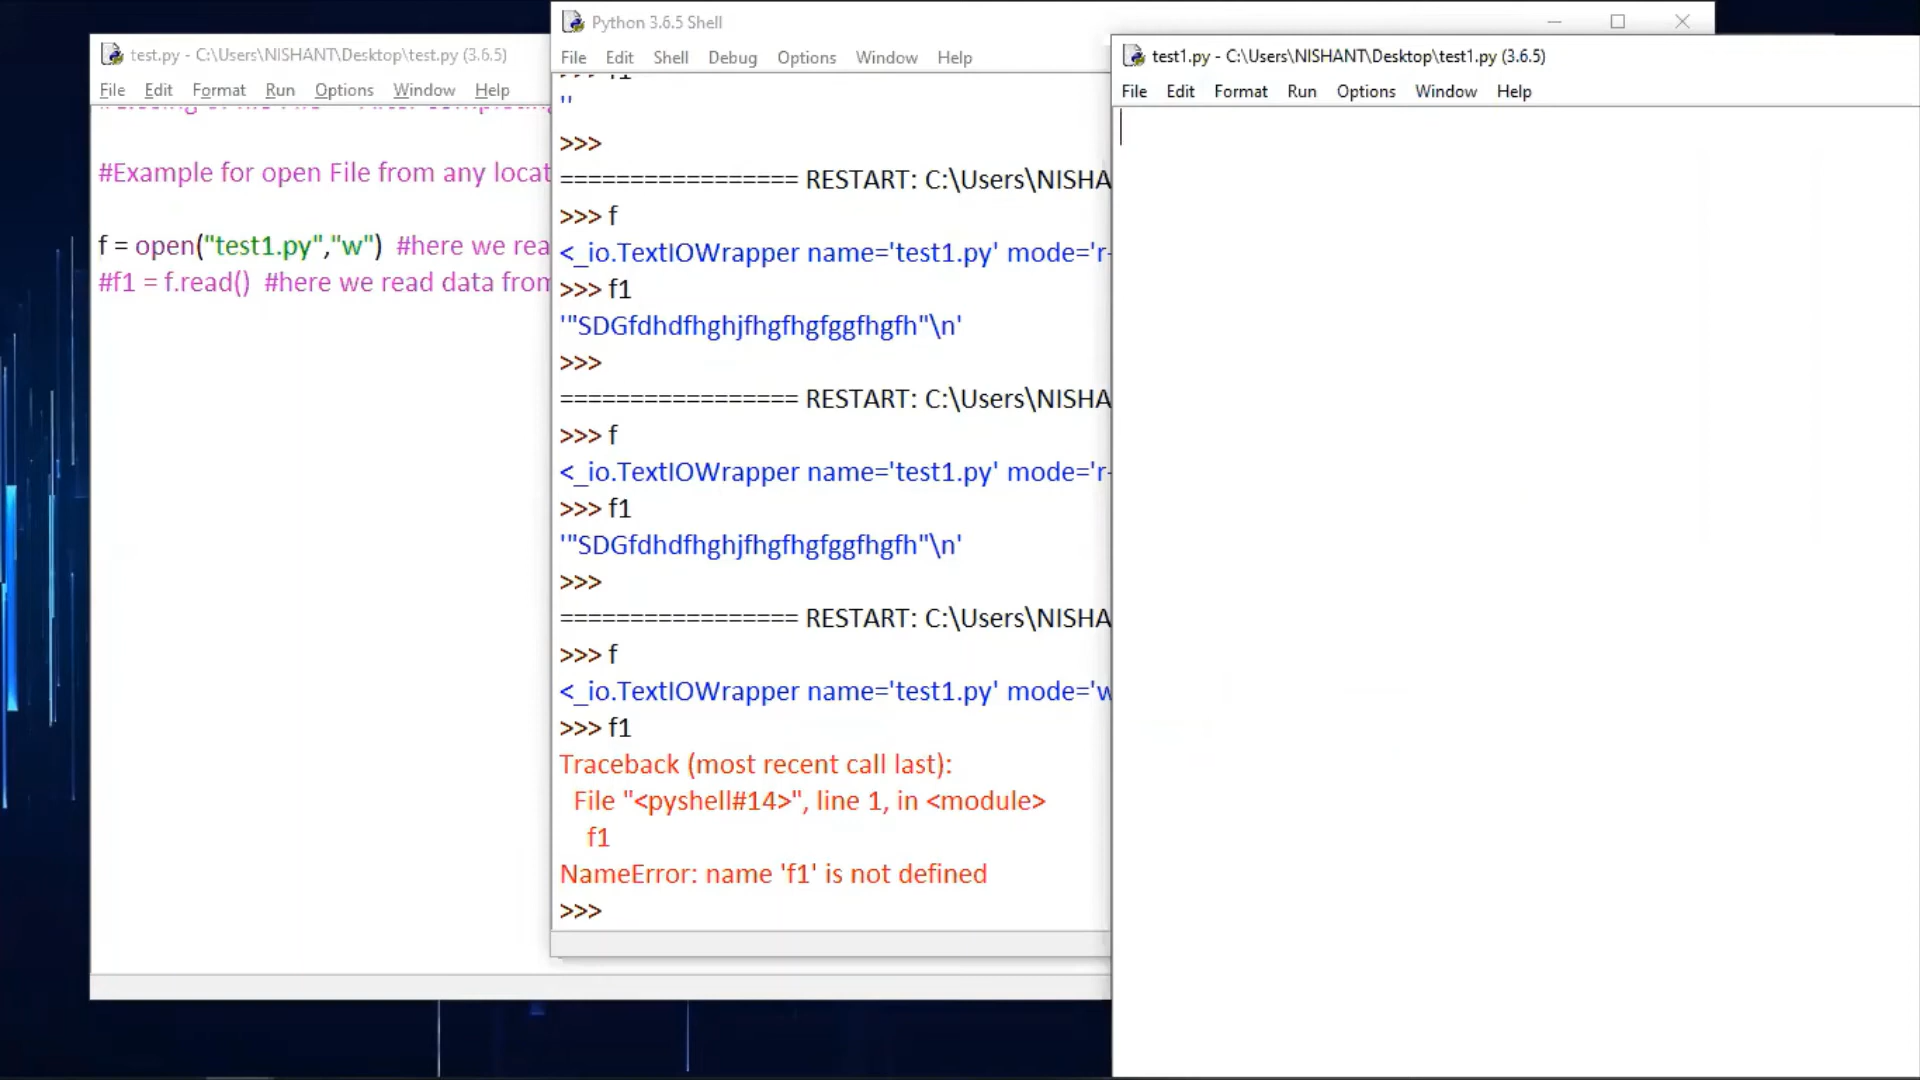 test.py - C:\Users\NISHANT\Desktop\test.py (3.6.5)
File Edit Format Run Options Window Help
#Example for open File from any locat
f = open("test1.py","w") #here we rea
#f1 = f.read() #here we read data from
Python 3.6.5 Shell
File Edit Shell Debug Options Window Help
>>> f1
''
>>>
================= RESTART: C:\Users\NISHA
>>> f
<_io.TextIOWrapper name='test1.py' mode='r-
>>> f1
'"SDGfdhdfhghjfhgfhgfggfhgfh"\n'
>>>
================= RESTART: C:\Users\NISHA
>>> f
<_io.TextIOWrapper name='test1.py' mode='r-
>>> f1
'"SDGfdhdfhghjfhgfhgfggfhgfh"\n'
>>>
================= RESTART: C:\Users\NISHA
>>> f
<_io.TextIOWrapper name='test1.py' mode='w
>>> f1
Traceback (most recent call last):
  File "<pyshell#14>", line 1, in <module>
    f1
NameError: name 'f1' is not defined
>>>
test1.py - C:\Users\NISHANT\Desktop\test1.py (3.6.5)
File Edit Format Run Options Window Help